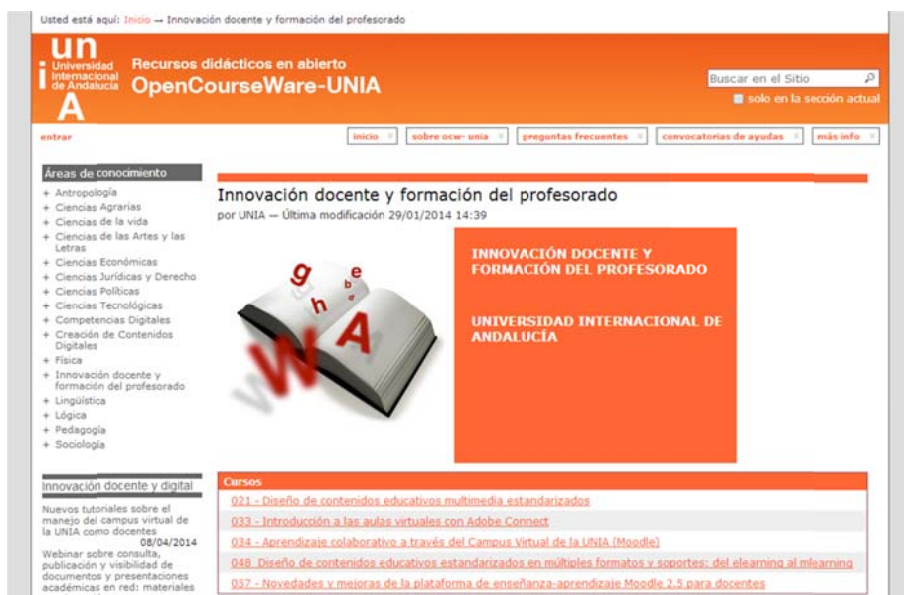 Usted está aquí: Inicio → Innovación docente y formación del profesorado
un
i
A
Universidad
Internacional
de Andalucía
Recursos didácticos en abierto
OpenCourseWare-UNIA
Buscar en el Sitio
solo en la sección actual
entrar
inicio
sobre ocw- unia
preguntas frecuentes
convocatorias de ayudas
más info
Áreas de conocimiento
+ Antropología
+ Ciencias Agrarias
+ Ciencias de la vida
+ Ciencias de las Artes y las
Letras
+ Ciencias Económicas
+ Ciencias Jurídicas y Derecho
+ Ciencias Políticas
+ Ciencias Tecnológicas
+ Competencias Digitales
+ Creación de Contenidos
Digitales
+ Física
+ Innovación docente y
formación del profesorado
+ Lingüística
+ Lógica
+ Pedagogía
+ Sociología
Innovación docente y digital
Nuevos tutoriales sobre el
manejo del campus virtual de
la UNIA como docentes
08/04/2014
Webinar sobre consulta,
publicación y visibilidad de
documentos y presentaciones
académicas en red: materiales
Innovación docente y formación del profesorado
por UNIA — Última modificación 29/01/2014 14:39
g
e
h
b
a
W
A
W
INNOVACIÓN DOCENTE Y
FORMACIÓN DEL PROFESORADO
UNIVERSIDAD INTERNACIONAL DE
ANDALUCÍA
Cursos
021 - Diseño de contenidos educativos multimedia estandarizados
033 - Introducción a las aulas virtuales con Adobe Connect
034 - Aprendizaje colaborativo a través del Campus Virtual de la UNIA (Moodle)
048 Diseño de contenidos educativos estandarizados en múltiples formatos y soportes: del elearning al mlearning
057 - Novedades y mejoras de la plataforma de enseñanza-aprendizaje Moodle 2.5 para docentes